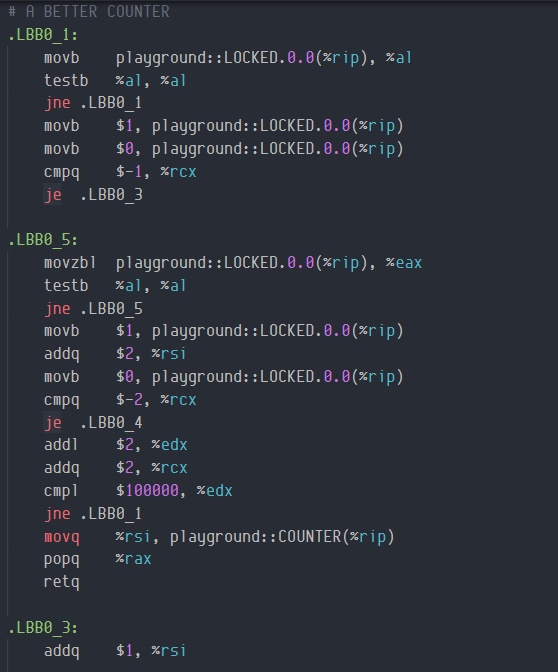 # A BETTER COUNTER
.LBB0_1:
movb playground::LOCKED.0.0(%rip), %al
testb %al, %al
jne .LBB0_1
movb $1, playground::LOCKED.0.0(%rip)
movb $0, playground::LOCKED.0.0(%rip)
cmpq $-1, %rcx
je .LBB0_3
.LBB0_5:
movzbl playground::LOCKED.0.0(%rip), %eax
testb %al, %al
jne .LBB0_5
movb $1, playground::LOCKED.0.0(%rip)
addq $2, %rsi
movb $0, playground::LOCKED.0.0(%rip)
cmpq $-2, %rcx
je .LBB0_4
addl $2, %edx
addq $2, %rcx
cmpl $100000, %edx
jne .LBB0_1
movq %rsi, playground::COUNTER(%rip)
popq %rax
retq
.LBB0_3:
addq $1, %rsi